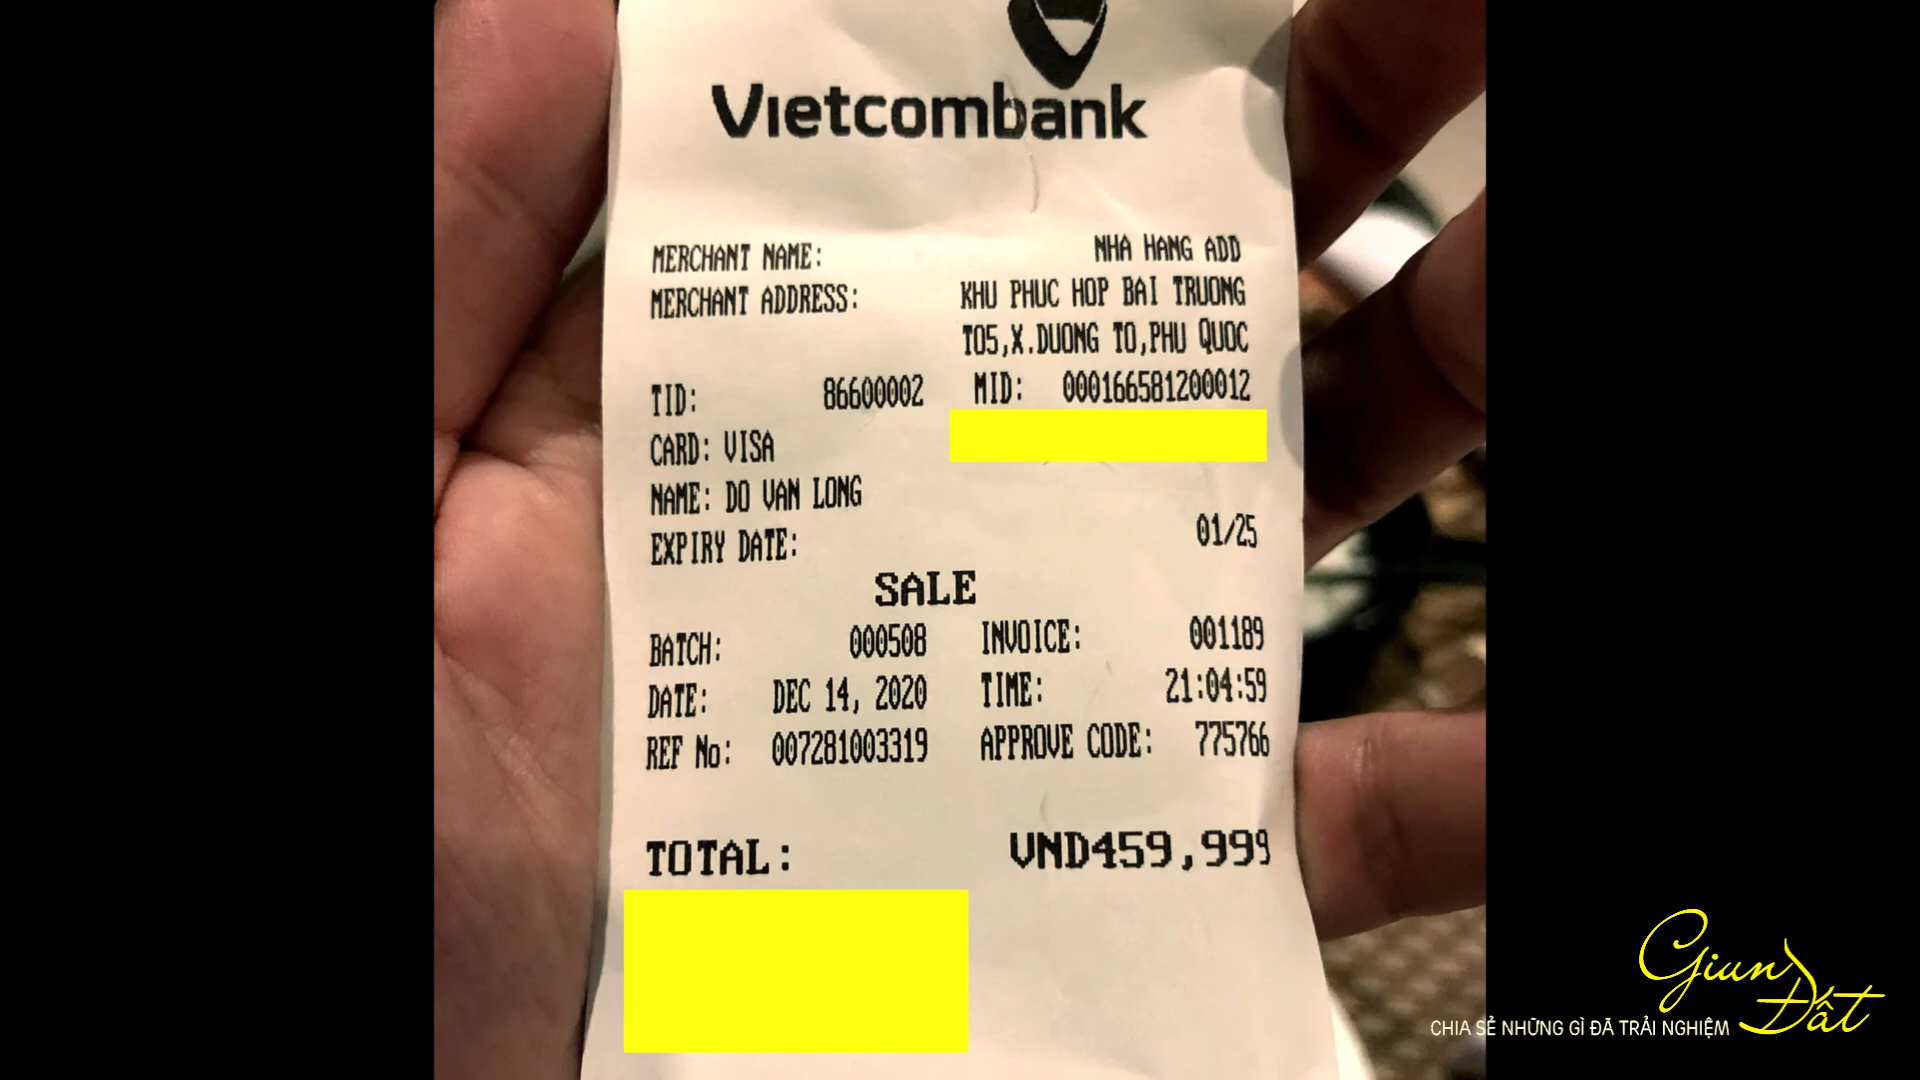 Vietcombank
MERCHANT NAME: NHA HANG ADD
MERCHANT ADDRESS: KHU PHUC HOP BAI TRUONG
TO5,X.DUONG TO,PHU QUOC
TID: 86600002 MID: 000166581200012
CARD: VISA
NAME: DO VAN LONG
EXPIRY DATE: 01/25
SALE
BATCH: 000508 INVOICE: 001189
DATE: DEC 14, 2020 TIME: 21:04:59
REF No: 007281003319 APPROVE CODE: 775766
TOTAL: VND459,999
Giun Đất
CHIA SẺ NHỮNG GÌ ĐÃ TRẢI NGHIỆM